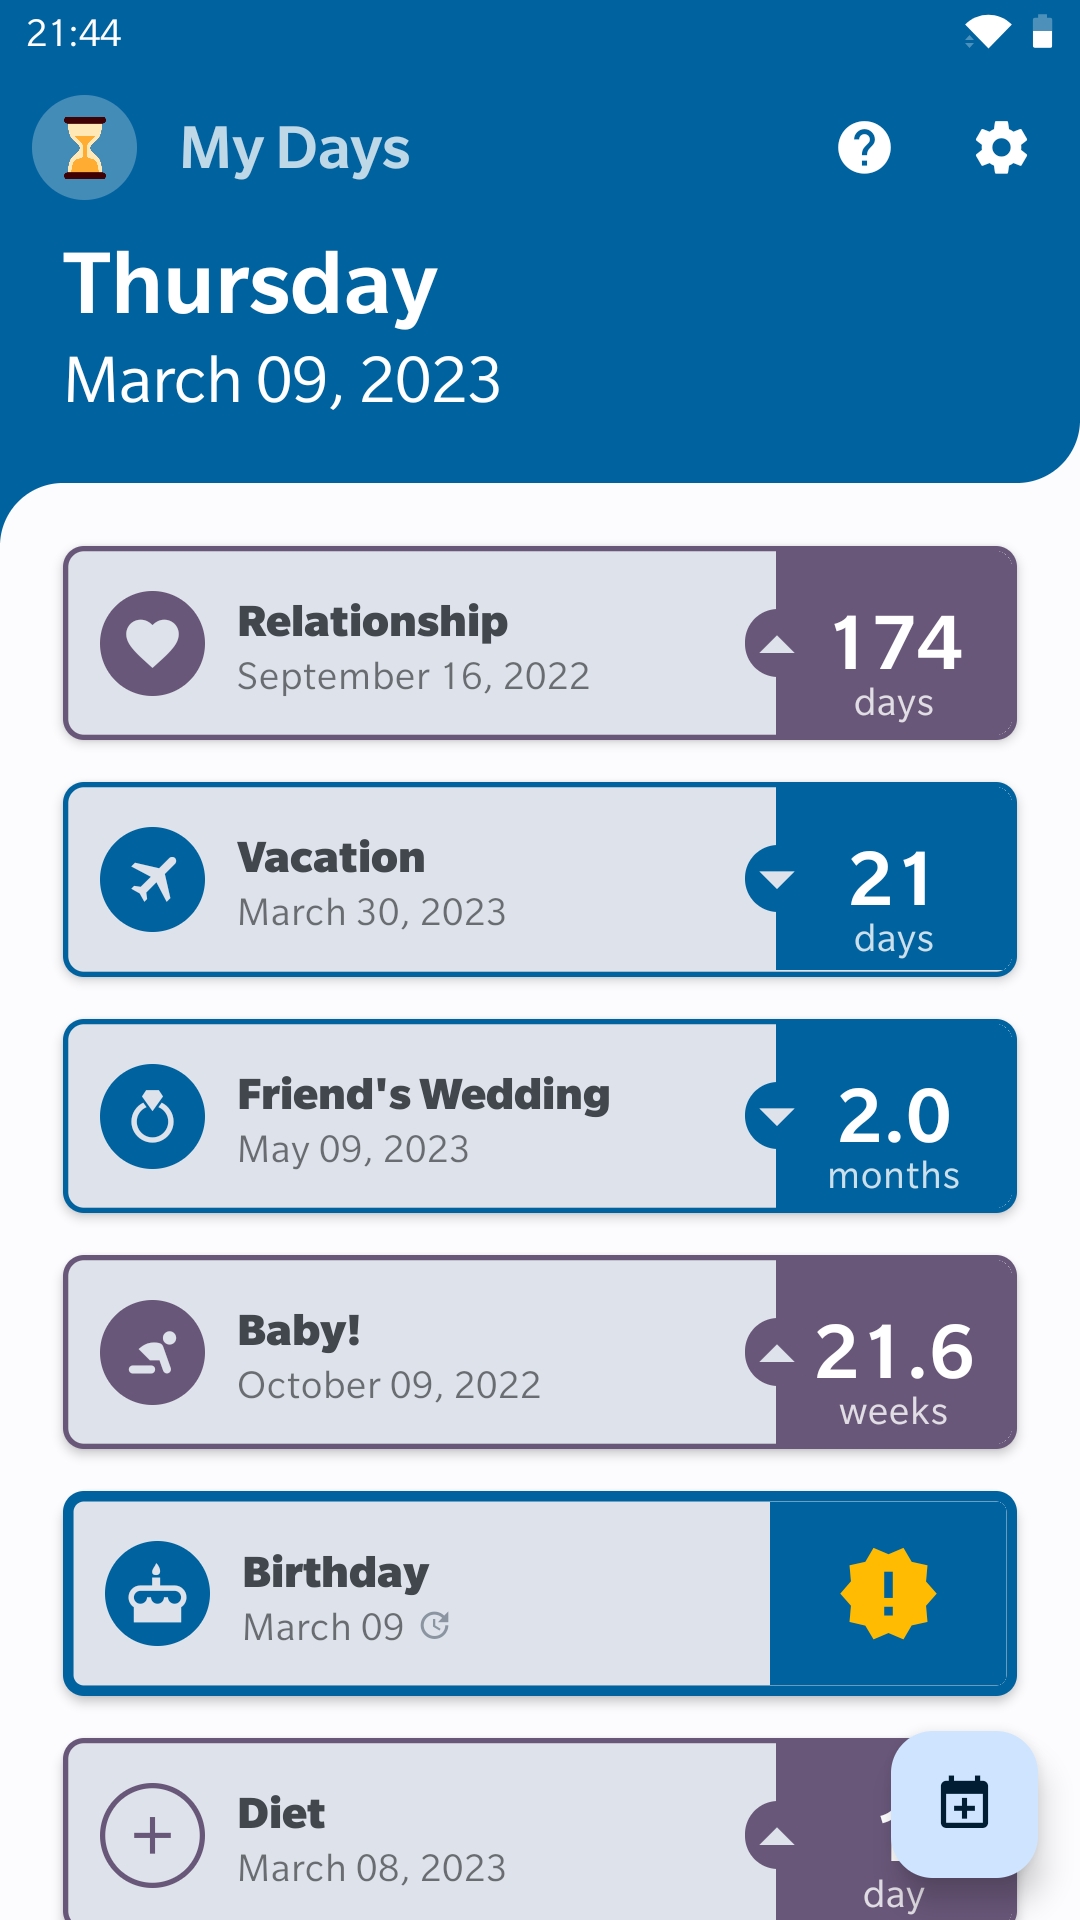 21:44
My Days
Thursday
March 09, 2023
Relationship
September 16, 2022
174
days
Vacation
March 30, 2023
21
days
Friend's Wedding
May 09, 2023
2.0
months
Baby!
October 09, 2022
21.6
weeks
Birthday
March 09
Diet
March 08, 2023
day